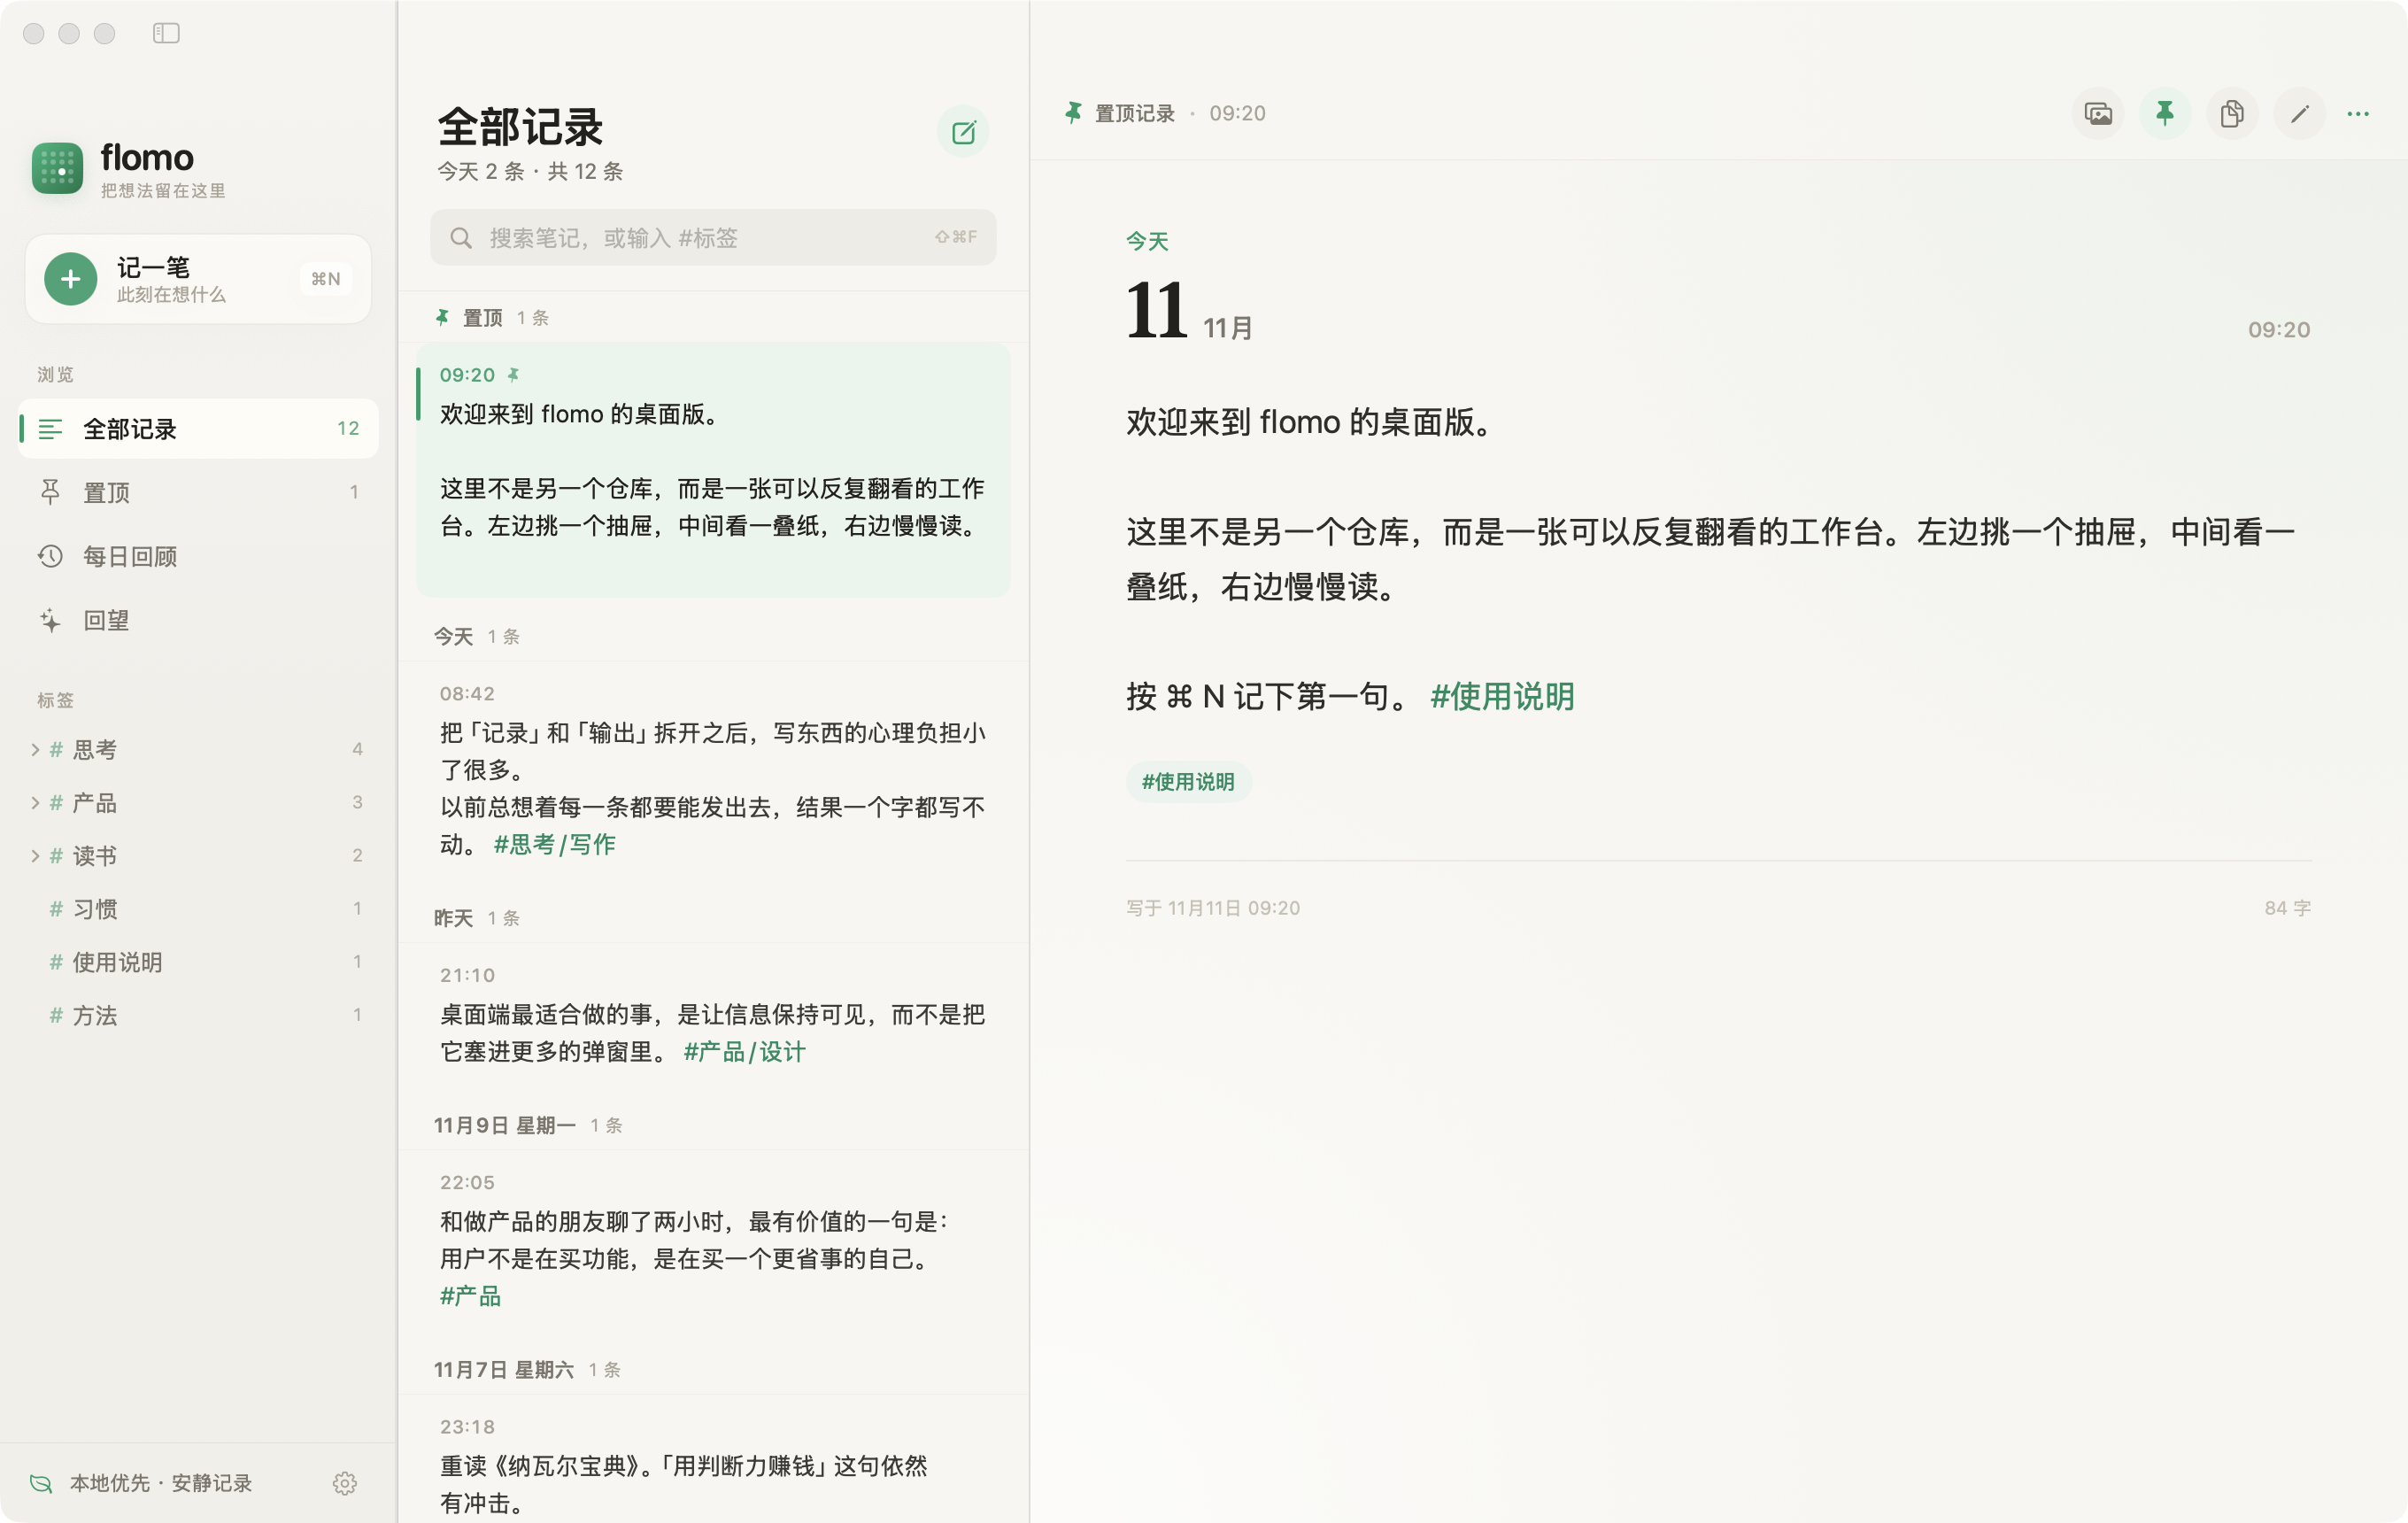 flomo
把想法留在这里
记一笔
此刻在想什么
⌘N
浏览
全部记录 12
置顶 1
每日回顾
回望
标签
# 思考 4
# 产品 3
# 读书 2
# 习惯 1
# 使用说明 1
# 方法 1
本地优先 · 安静记录
全部记录
今天 2 条 · 共 12 条
搜索笔记，或输入 #标签 ⇧⌘F
置顶 1 条
09:20
欢迎来到 flomo 的桌面版。
这里不是另一个仓库，而是一张可以反复翻看的工作
台。左边挑一个抽屉，中间看一叠纸，右边慢慢读。
今天 1 条
08:42
把「记录」和「输出」拆开之后，写东西的心理负担小
了很多。
以前总想着每一条都要能发出去，结果一个字都写不
动。 #思考/写作
昨天 1 条
21:10
桌面端最适合做的事，是让信息保持可见，而不是把
它塞进更多的弹窗里。 #产品/设计
11月9日 星期一 1 条
22:05
和做产品的朋友聊了两小时，最有价值的一句是：
用户不是在买功能，是在买一个更省事的自己。
#产品
11月7日 星期六 1 条
23:18
重读《纳瓦尔宝典》。「用判断力赚钱」这句依然
有冲击。
置顶记录 · 09:20
今天
11 11月
09:20
欢迎来到 flomo 的桌面版。
这里不是另一个仓库，而是一张可以反复翻看的工作台。左边挑一个抽屉，中间看一
叠纸，右边慢慢读。
按 ⌘ N 记下第一句。 #使用说明
#使用说明
写于 11月11日 09:20
84 字